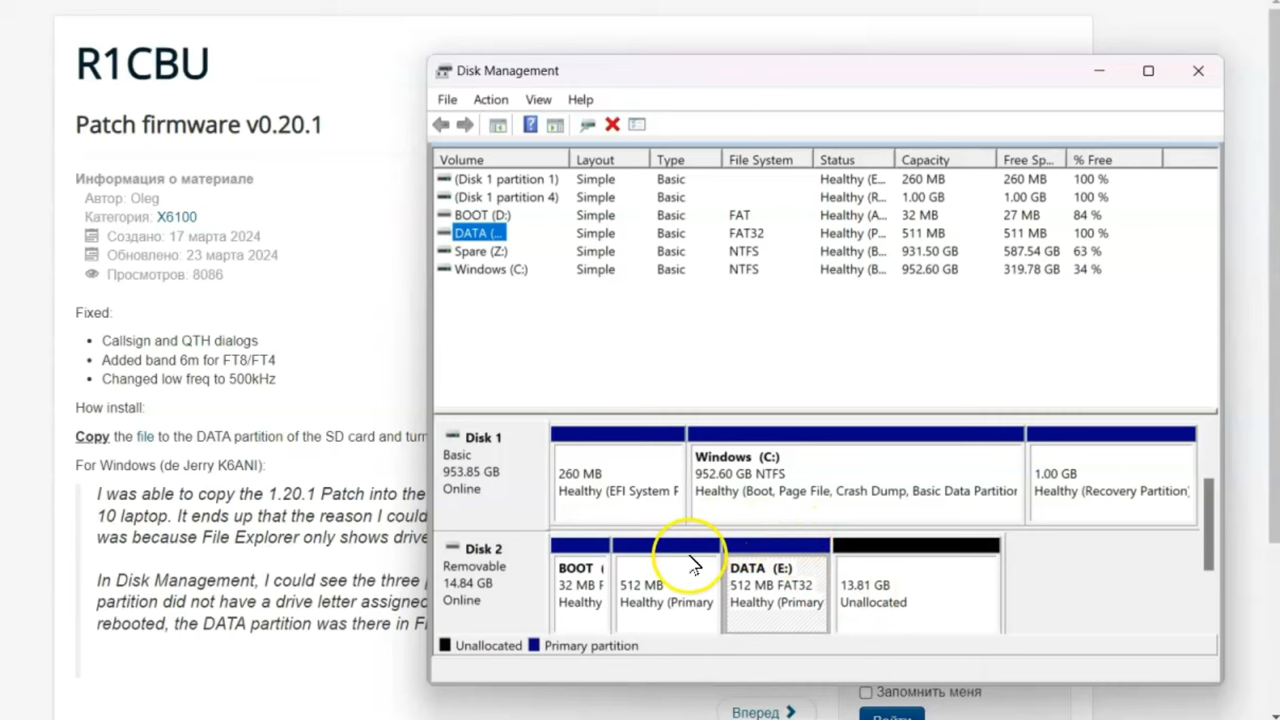 R1CBU
Patch firmware v0.20.1
Информация о материале
Автор: Oleg
Категория: X6100
Создано: 17 марта 2024
Обновлено: 23 марта 2024
Просмотров: 8086
Fixed:
Callsign and QTH dialogs
Added band 6m for FT8/FT4
Changed low freq to 500kHz
How install:
Copy the file to the DATA partition of the SD card and turn
For Windows (de Jerry K6ANI):
I was able to copy the 1.20.1 Patch into the
10 laptop. It ends up that the reason I could
was because File Explorer only shows drive
In Disk Management, I could see the three
partition did not have a drive letter assigned
rebooted, the DATA partition was there in Fi
Disk Management
File Action View Help
Volume Layout Type File System Status Capacity Free Sp... % Free
(Disk 1 partition 1) Simple Basic Healthy (E... 260 MB 260 MB 100 %
(Disk 1 partition 4) Simple Basic Healthy (R... 1.00 GB 1.00 GB 100 %
BOOT (D:) Simple Basic FAT Healthy (A... 32 MB 27 MB 84 %
DATA (... Simple Basic FAT32 Healthy (P... 511 MB 511 MB 100 %
Spare (Z:) Simple Basic NTFS Healthy (B... 931.50 GB 587.54 GB 63 %
Windows (C:) Simple Basic NTFS Healthy (B... 952.60 GB 319.78 GB 34 %
Disk 1
Basic
953.85 GB
Online
260 MB
Healthy (EFI System P
Windows (C:)
952.60 GB NTFS
Healthy (Boot, Page File, Crash Dump, Basic Data Partition
1.00 GB
Healthy (Recovery Partition)
Disk 2
Removable
14.84 GB
Online
BOOT (
32 MB F
Healthy
512 MB
Healthy (Primary
DATA (E:)
512 MB FAT32
Healthy (Primary
13.81 GB
Unallocated
Unallocated Primary partition
Запомнить меня
Вперед
Войти